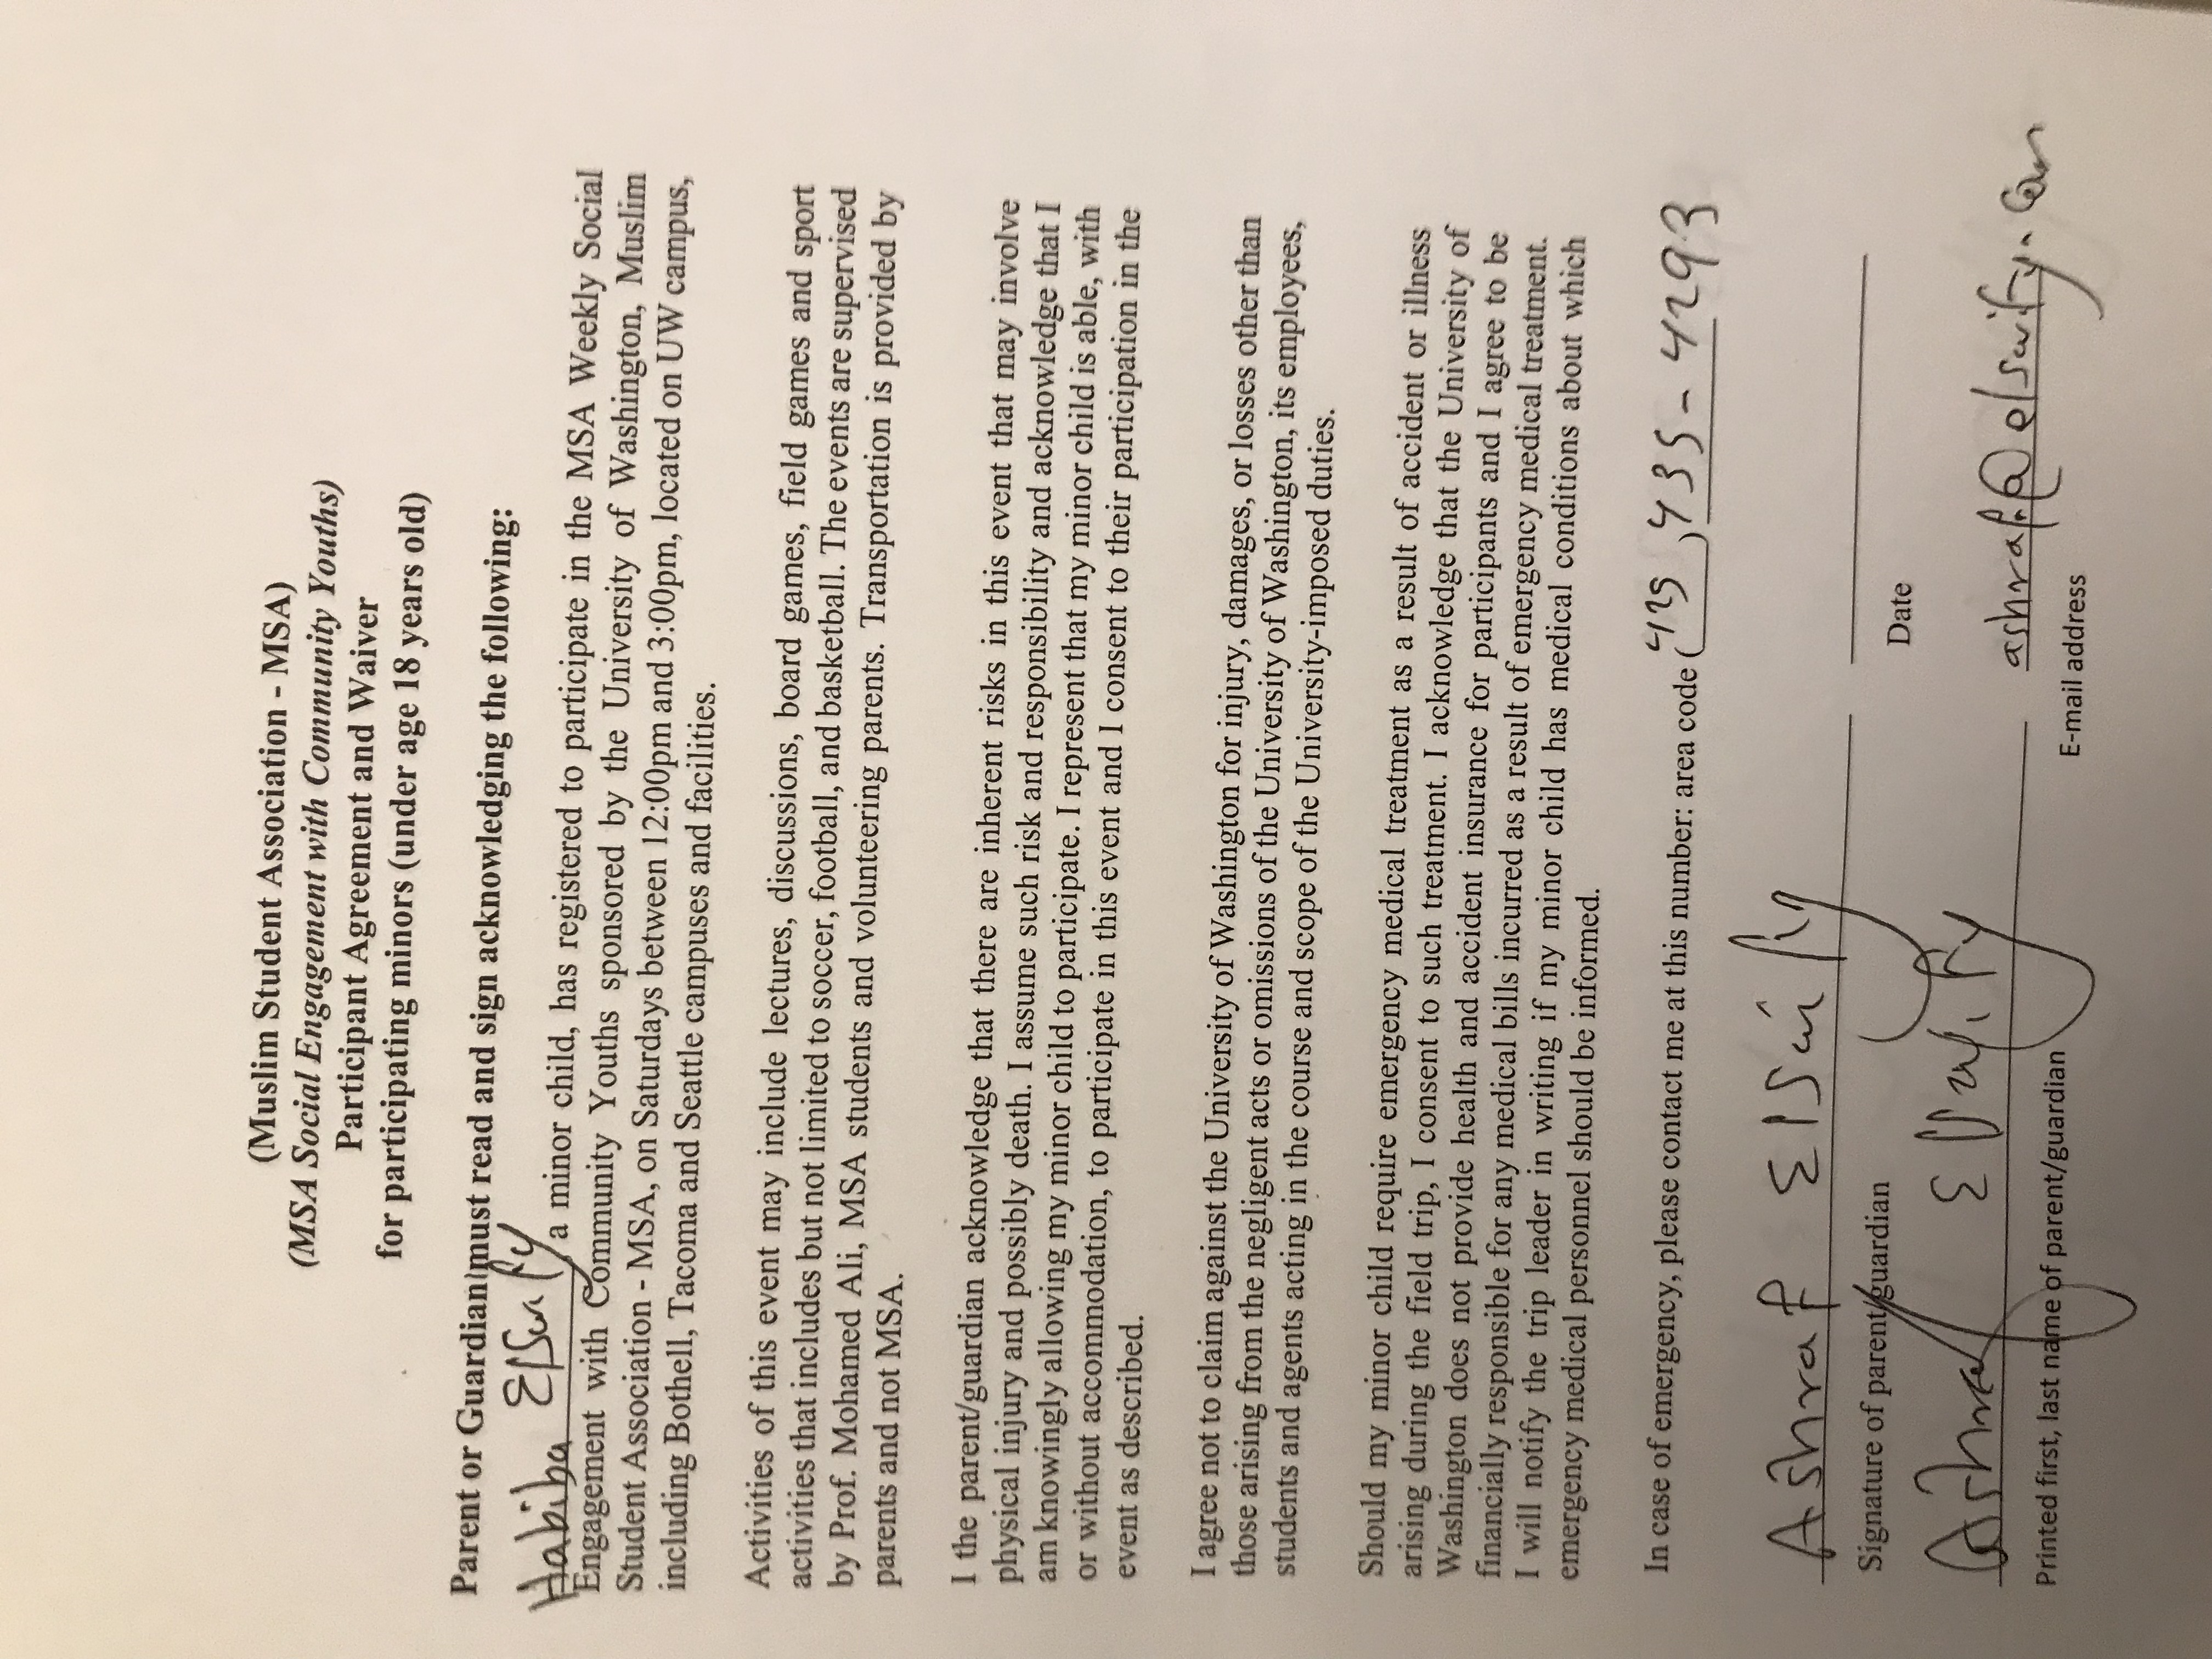 (Muslim Student Association - MSA)
(MSA Social Engagement with Community Youths)
Participant Agreement and Waiver
for participating minors (under age 18 years old)
Parent or Guardian must read and sign acknowledging the following:
Habiba ElSurify
a minor child, has registered to participate in the MSA Weekly Social
Engagement with Community Youths sponsored by the University of Washington, Muslim
Student Association - MSA, on Saturdays between 12:00pm and 3:00pm, located on UW campus,
including Bothell, Tacoma and Seattle campuses and facilities.
Activities of this event may include lectures, discussions, board games, field games and sport
activities that includes but not limited to soccer, football, and basketball. The events are supervised
by Prof. Mohamed Ali, MSA students and volunteering parents. Transportation is provided by
parents and not MSA.
I the parent/guardian acknowledge that there are inherent risks in this event that may involve
physical injury and possibly death. I assume such risk and responsibility and acknowledge that I
am knowingly allowing my minor child to participate. I represent that my minor child is able, with
or without accommodation, to participate in this event and I consent to their participation in the
event as described.
I agree not to claim against the University of Washington for injury, damages, or losses other than
those arising from the negligent acts or omissions of the University of Washington, its employees,
students and agents acting in the course and scope of the University-imposed duties.
Should my minor child require emergency medical treatment as a result of accident or illness
arising during the field trip, I consent to such treatment. I acknowledge that the University of
Washington does not provide health and accident insurance for participants and I agree to be
financially responsible for any medical bills incurred as a result of emergency medical treatment.
I will notify the trip leader in writing if my minor child has medical conditions about which
emergency medical personnel should be informed.
In case of emergency, please contact me at this number: area code (425) 435-4293
Ashraf
Signature of parent/guardian
Date
Ashraf
Printed first, last name of parent/guardian
E-mail address